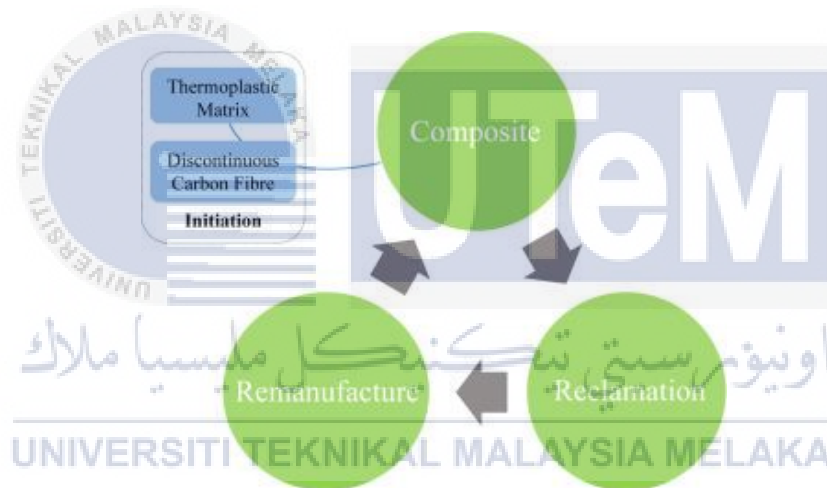 UNIVERSITI TEKNIKAL MALAYSIA MELAKA
UTeM
Thermoplastic
Matrix
Discontinuous
Carbon Fibre
Initiation
Composite
Remanufacture
Reclamation
اونيۏرسيتي تيكنيكل مليسيا ملاك
UNIVERSITI TEKNIKAL MALAYSIA MELAKA